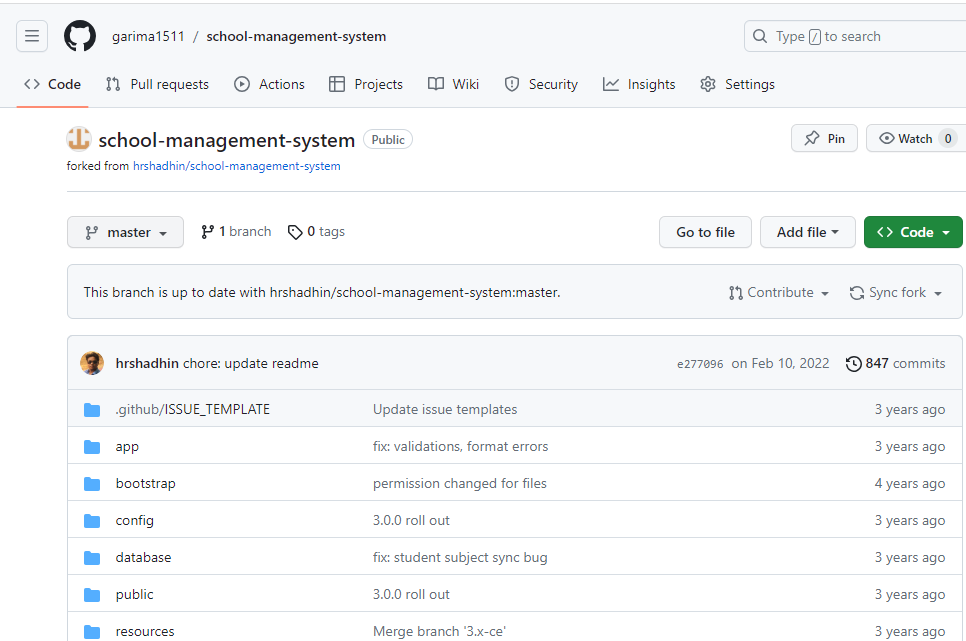 garima1511 / school-management-system
Type / to search
Code Pull requests Actions Projects Wiki Security Insights Settings
school-management-system Public
Pin Watch 0
forked from hrshadhin/school-management-system
master 1 branch 0 tags Go to file Add file Code
This branch is up to date with hrshadhin/school-management-system:master. Contribute Sync fork
hrshadhin chore: update readme e277096 on Feb 10, 2022 847 commits
.github/ISSUE_TEMPLATE Update issue templates 3 years ago
app fix: validations, format errors 3 years ago
bootstrap permission changed for files 4 years ago
config 3.0.0 roll out 3 years ago
database fix: student subject sync bug 3 years ago
public 3.0.0 roll out 3 years ago
resources Merge branch '3.x-ce' 3 years ago